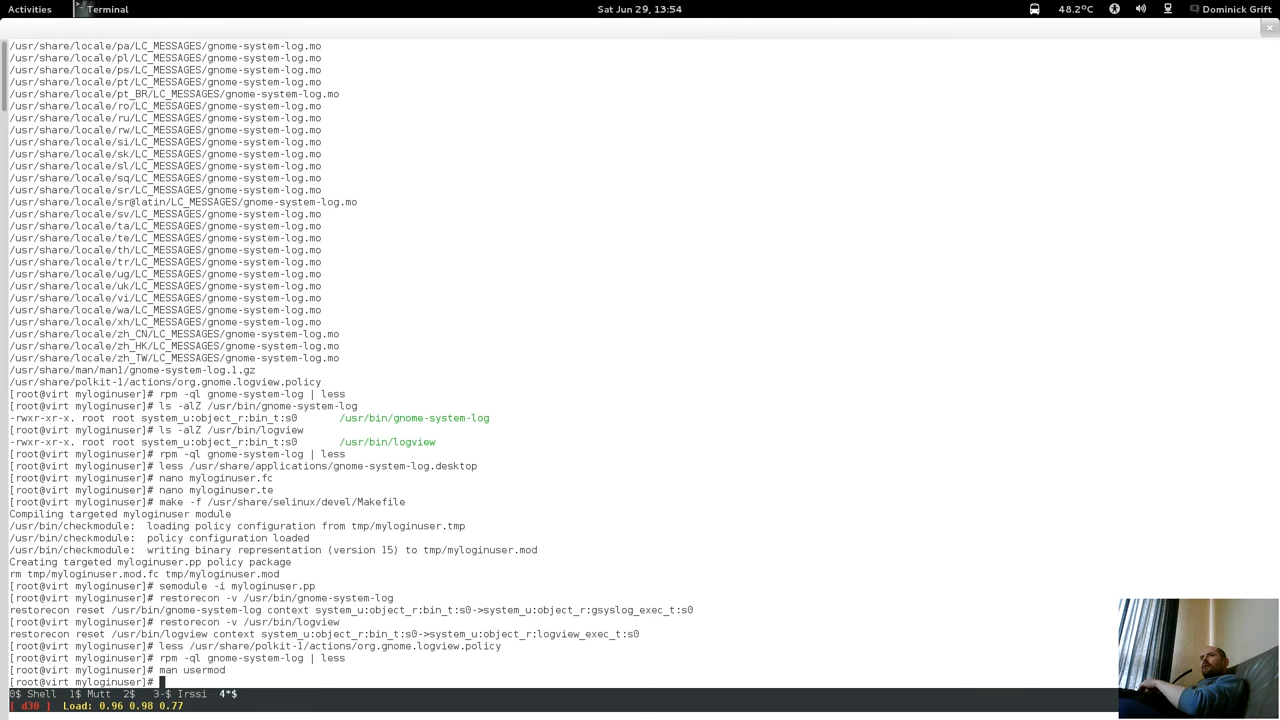 Activities Terminal Sat Jun 29, 13:54 48.2°C Dominick Grift
/usr/share/locale/pa/LC_MESSAGES/gnome-system-log.mo
/usr/share/locale/pl/LC_MESSAGES/gnome-system-log.mo
/usr/share/locale/ps/LC_MESSAGES/gnome-system-log.mo
/usr/share/locale/pt/LC_MESSAGES/gnome-system-log.mo
/usr/share/locale/pt_BR/LC_MESSAGES/gnome-system-log.mo
/usr/share/locale/ro/LC_MESSAGES/gnome-system-log.mo
/usr/share/locale/ru/LC_MESSAGES/gnome-system-log.mo
/usr/share/locale/rw/LC_MESSAGES/gnome-system-log.mo
/usr/share/locale/si/LC_MESSAGES/gnome-system-log.mo
/usr/share/locale/sk/LC_MESSAGES/gnome-system-log.mo
/usr/share/locale/sl/LC_MESSAGES/gnome-system-log.mo
/usr/share/locale/sq/LC_MESSAGES/gnome-system-log.mo
/usr/share/locale/sr/LC_MESSAGES/gnome-system-log.mo
/usr/share/locale/sr@latin/LC_MESSAGES/gnome-system-log.mo
/usr/share/locale/sv/LC_MESSAGES/gnome-system-log.mo
/usr/share/locale/ta/LC_MESSAGES/gnome-system-log.mo
/usr/share/locale/te/LC_MESSAGES/gnome-system-log.mo
/usr/share/locale/th/LC_MESSAGES/gnome-system-log.mo
/usr/share/locale/tr/LC_MESSAGES/gnome-system-log.mo
/usr/share/locale/ug/LC_MESSAGES/gnome-system-log.mo
/usr/share/locale/uk/LC_MESSAGES/gnome-system-log.mo
/usr/share/locale/vi/LC_MESSAGES/gnome-system-log.mo
/usr/share/locale/wa/LC_MESSAGES/gnome-system-log.mo
/usr/share/locale/xh/LC_MESSAGES/gnome-system-log.mo
/usr/share/locale/zh_CN/LC_MESSAGES/gnome-system-log.mo
/usr/share/locale/zh_HK/LC_MESSAGES/gnome-system-log.mo
/usr/share/locale/zh_TW/LC_MESSAGES/gnome-system-log.mo
/usr/share/man/man1/gnome-system-log.1.gz
/usr/share/polkit-1/actions/org.gnome.logview.policy
[root@virt myloginuser]# rpm -ql gnome-system-log | less
[root@virt myloginuser]# ls -alZ /usr/bin/gnome-system-log
-rwxr-xr-x. root root system_u:object_r:bin_t:s0 /usr/bin/gnome-system-log
[root@virt myloginuser]# ls -alZ /usr/bin/logview
-rwxr-xr-x. root root system_u:object_r:bin_t:s0 /usr/bin/logview
[root@virt myloginuser]# rpm -ql gnome-system-log | less
[root@virt myloginuser]# less /usr/share/applications/gnome-system-log.desktop
[root@virt myloginuser]# nano myloginuser.fc
[root@virt myloginuser]# nano myloginuser.te
[root@virt myloginuser]# make -f /usr/share/selinux/devel/Makefile
Compiling targeted myloginuser module
/usr/bin/checkmodule: loading policy configuration from tmp/myloginuser.tmp
/usr/bin/checkmodule: policy configuration loaded
/usr/bin/checkmodule: writing binary representation (version 15) to tmp/myloginuser.mod
Creating targeted myloginuser.pp policy package
rm tmp/myloginuser.mod.fc tmp/myloginuser.mod
[root@virt myloginuser]# semodule -i myloginuser.pp
[root@virt myloginuser]# restorecon -v /usr/bin/gnome-system-log
restorecon reset /usr/bin/gnome-system-log context system_u:object_r:bin_t:s0->system_u:object_r:gsyslog_exec_t:s0
[root@virt myloginuser]# restorecon -v /usr/bin/logview
restorecon reset /usr/bin/logview context system_u:object_r:bin_t:s0->system_u:object_r:logview_exec_t:s0
[root@virt myloginuser]# less /usr/share/polkit-1/actions/org.gnome.logview.policy
[root@virt myloginuser]# rpm -ql gnome-system-log | less
[root@virt myloginuser]# man usermod
[root@virt myloginuser]#
0$ Shell 1$ Mutt 2$ 3-$ Irssi 4*$
[ d30 ] Load: 0.96 0.98 0.77